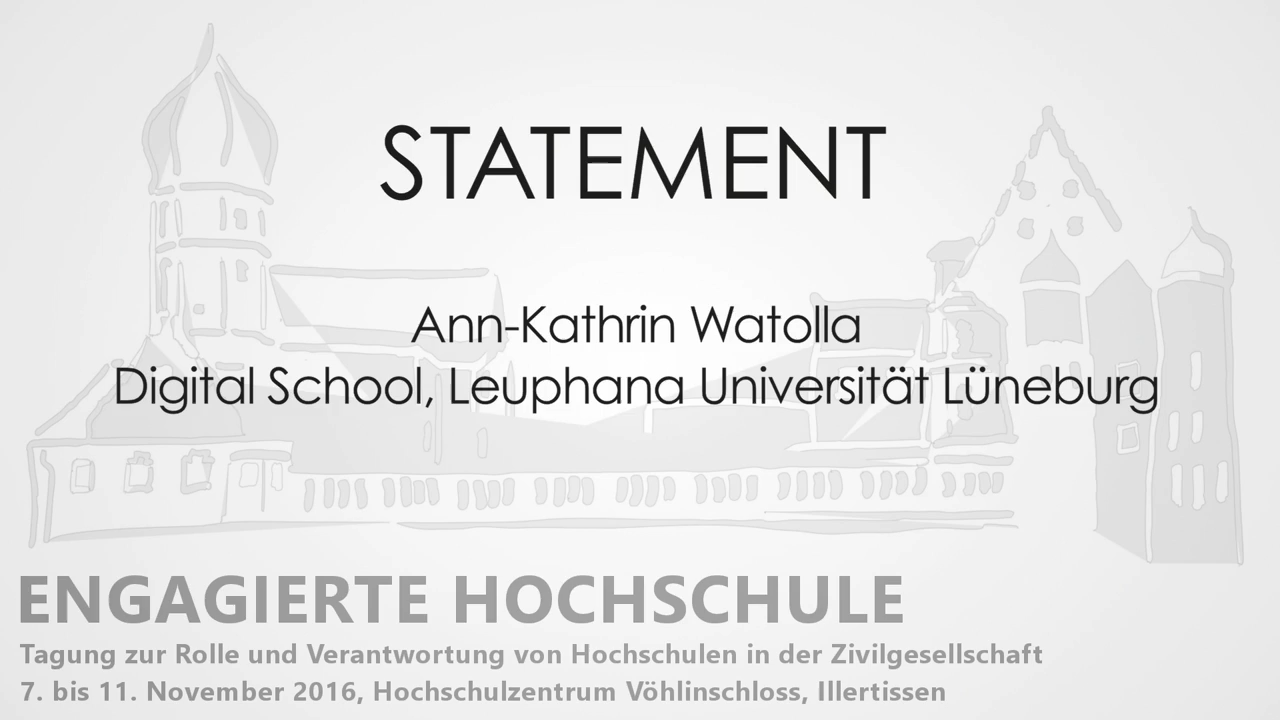 STATEMENT
Ann-Kathrin Watolla
Digital School, Leuphana Universität Lüneburg
ENGAGIERTE HOCHSCHULE
Tagung zur Rolle und Verantwortung von Hochschulen in der Zivilgesellschaft
7. bis 11. November 2016, Hochschulzentrum Vöhlinschloss, Illertissen